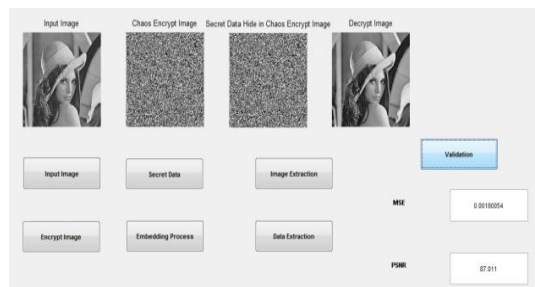 Input Image
Chaos Encrypt Image
Secret Data Hide in Chaos Encrypt Image
Decrypt Image
Validation
Input Image
Secret Data
Image Extraction
MSE
0.00180054
Encrypt Image
Embedding Process
Data Extraction
PSNR
87.011